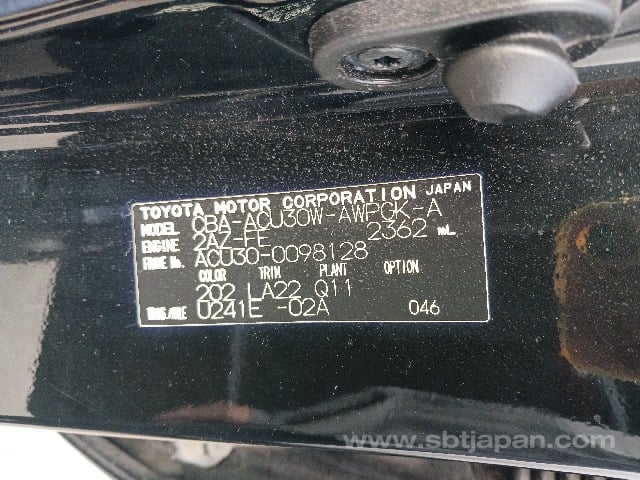 TOYOTA MOTOR CORPORATION JAPAN
MODEL CBA-ACU30W-AWPGK-A
ENGINE 2AZ-FE 2362 mL
FRAME No. ACU30-0098128
COLOR TRIM PLANT OPTION
202 LA22 Q11
TRANS/AXLE U241E -02A 046
www.sbtjapan.com